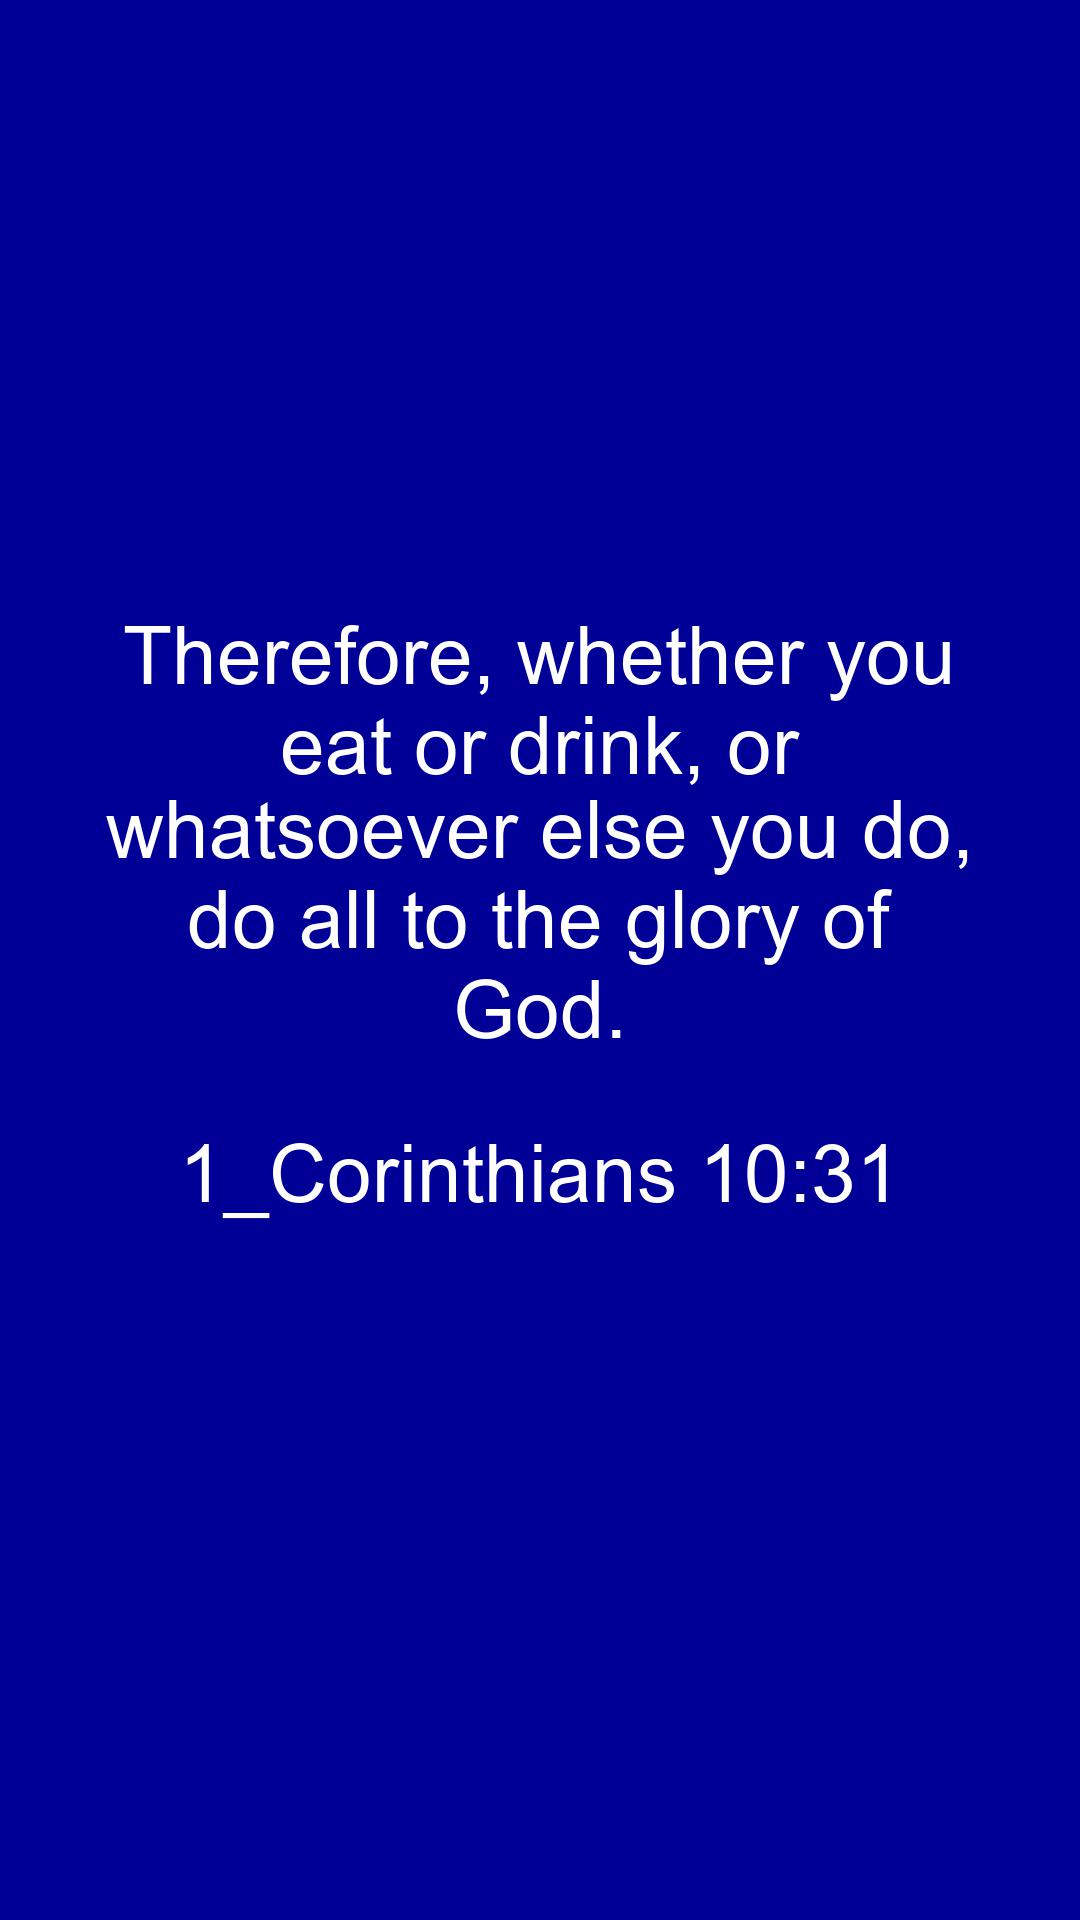 Therefore, whether you
eat or drink, or
whatsoever else you do,
do all to the glory of
God.
1_Corinthians 10:31